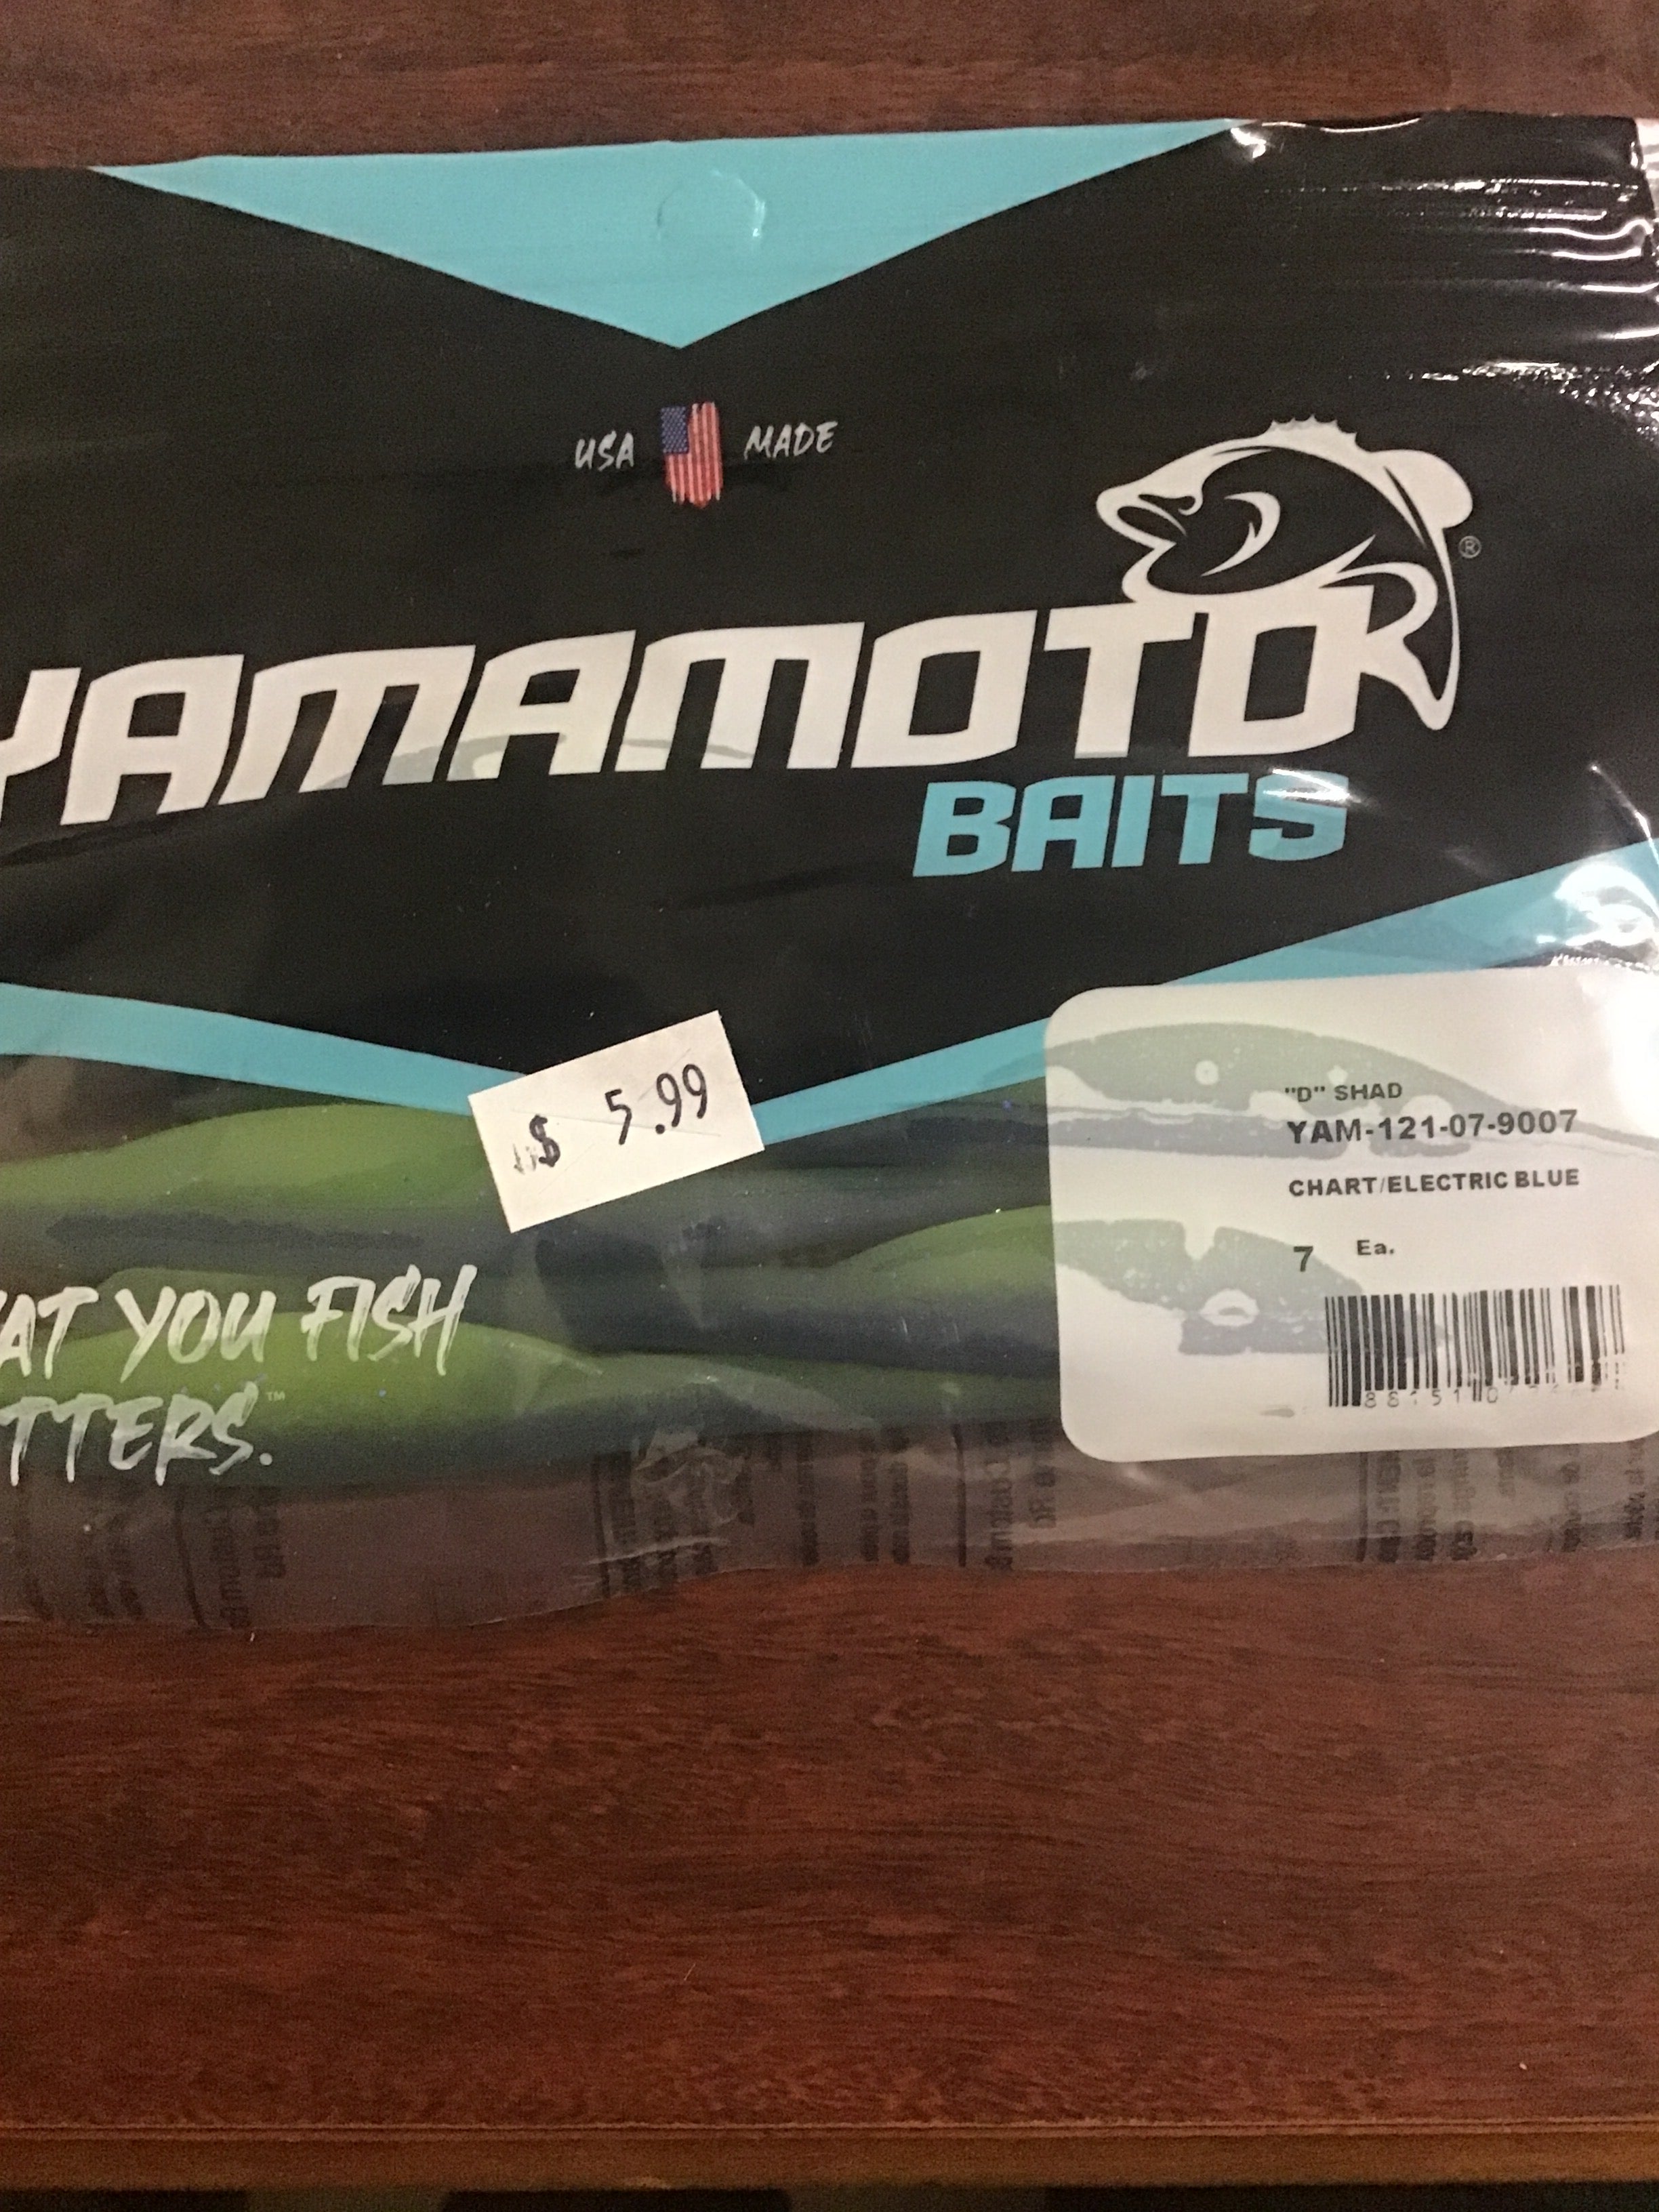 USA MADE
®
YAMAMOTO
BAITS
$ 5.99
"D" SHAD
YAM-121-07-9007
CHART/ELECTRIC BLUE
7 Ea.
AT YOU FISH
TTERS.™